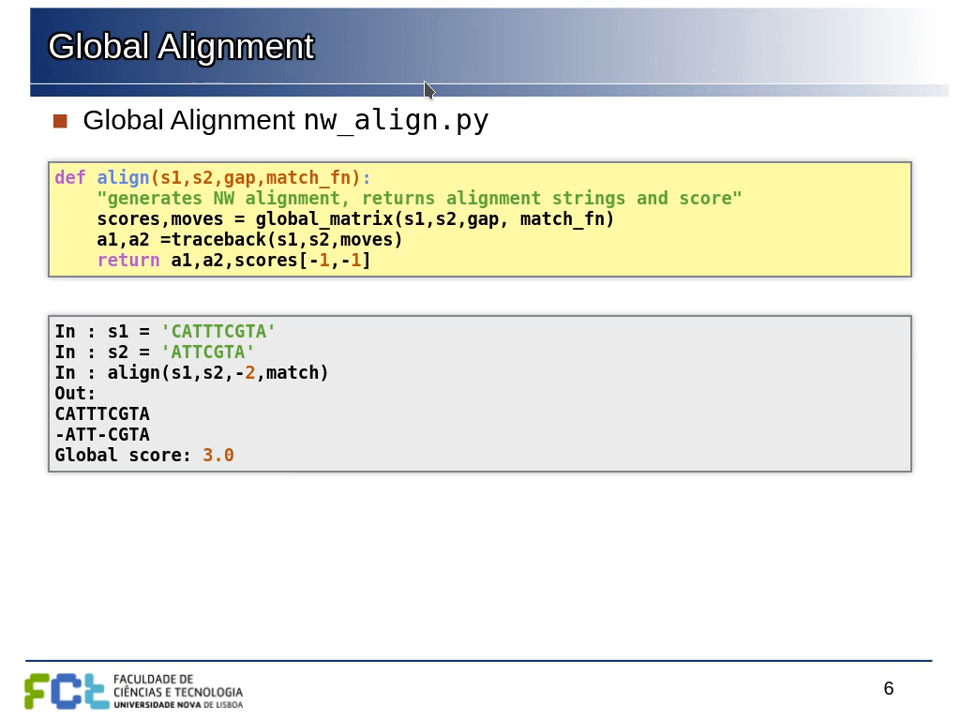 Global Alignment
Global Alignment nw_align.py
def align(s1,s2,gap,match_fn):
    "generates NW alignment, returns alignment strings and score"
    scores,moves = global_matrix(s1,s2,gap, match_fn)
    a1,a2 =traceback(s1,s2,moves)
    return a1,a2,scores[-1,-1]
In : s1 = 'CATTTCGTA'
In : s2 = 'ATTCGTA'
In : align(s1,s2,-2,match)
Out:
CATTTCGTA
-ATT-CGTA
Global score: 3.0
FCT FACULDADE DE
CIÊNCIAS E TECNOLOGIA
UNIVERSIDADE NOVA DE LISBOA
6